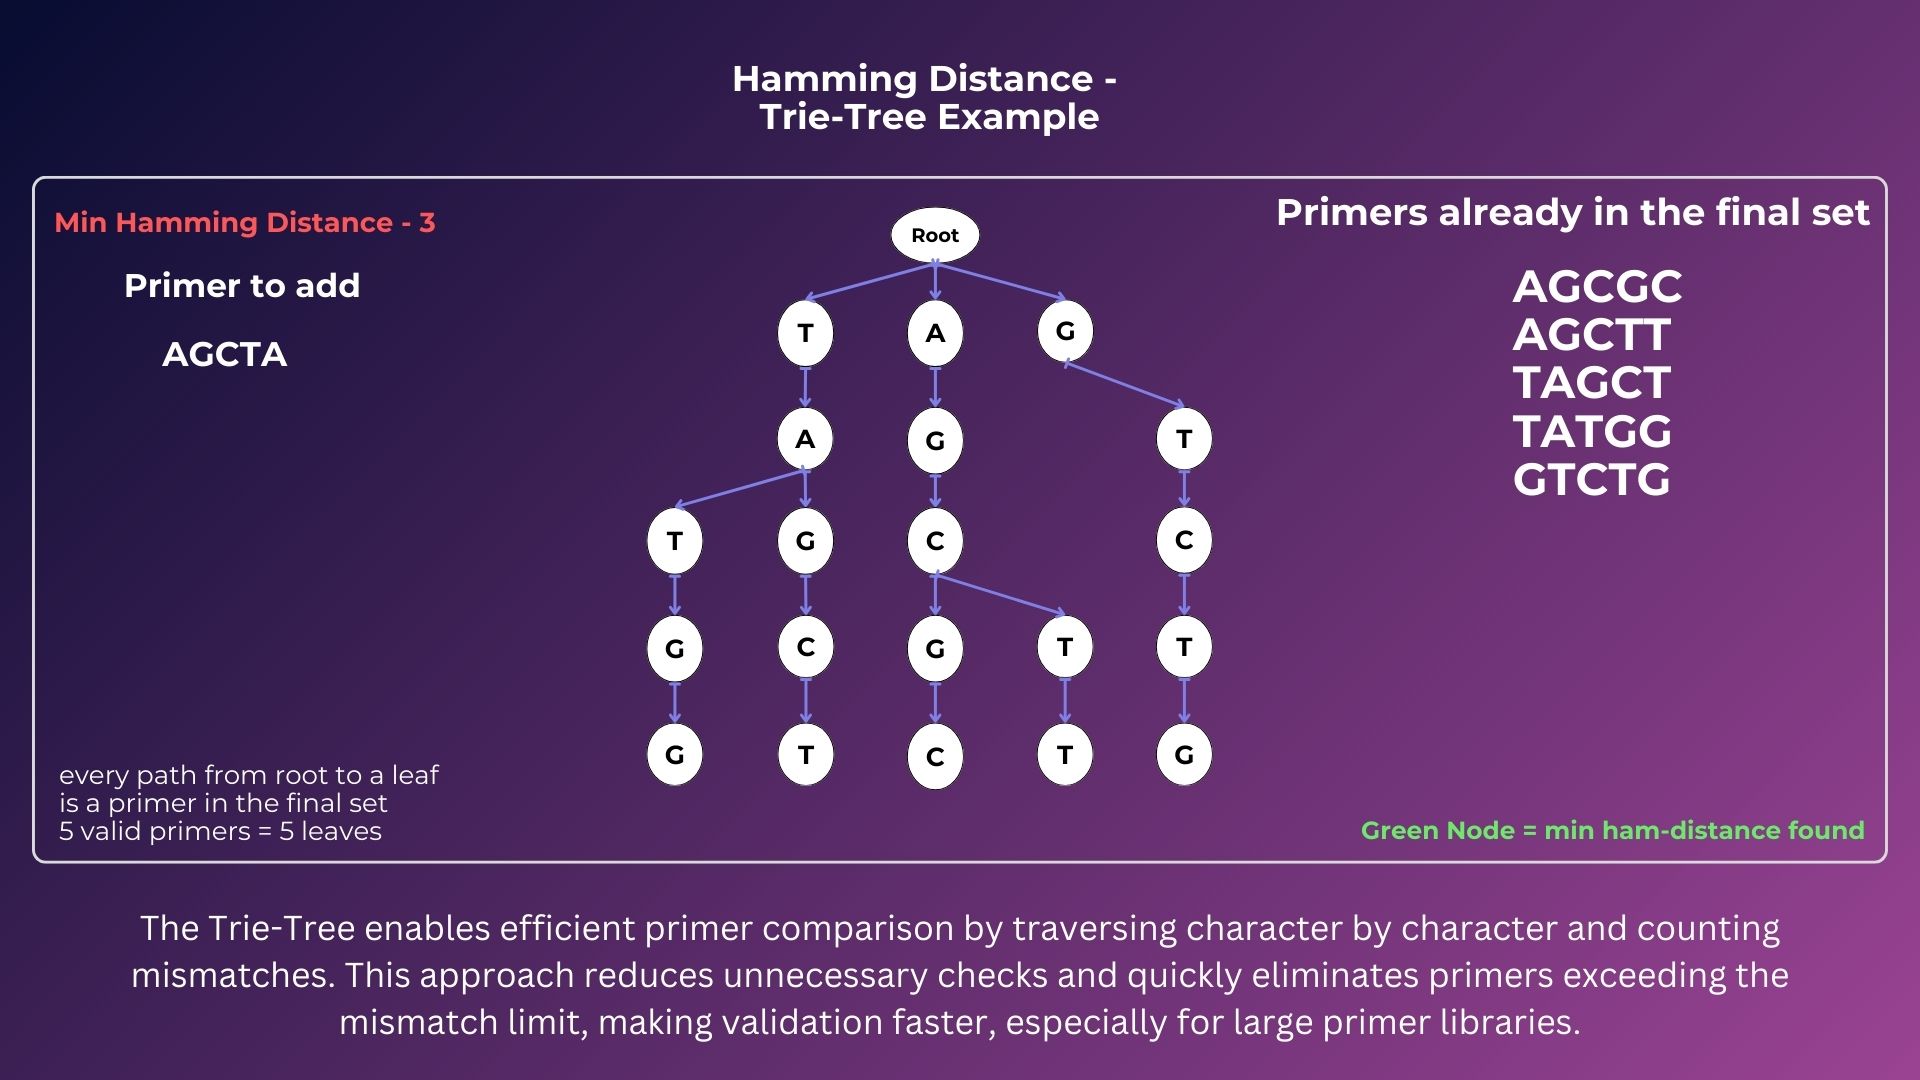 Hamming Distance -
Trie-Tree Example
Min Hamming Distance - 3
Primer to add
AGCTA
Root
T A G
A G T
T G C C
G C G T T
G T C T G
Primers already in the final set
AGCGC
AGCTT
TAGCT
TATGG
GTCTG
every path from root to a leaf
is a primer in the final set
5 valid primers = 5 leaves
Green Node = min ham-distance found
The Trie-Tree enables efficient primer comparison by traversing character by character and counting
mismatches. This approach reduces unnecessary checks and quickly eliminates primers exceeding the
mismatch limit, making validation faster, especially for large primer libraries.